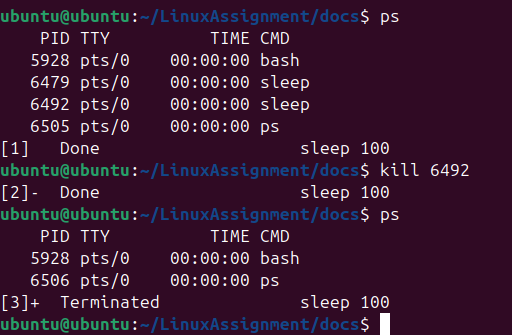 ubuntu@ubuntu:~/LinuxAssignment/docs$ ps
    PID TTY          TIME CMD
   5928 pts/0    00:00:00 bash
   6479 pts/0    00:00:00 sleep
   6492 pts/0    00:00:00 sleep
   6505 pts/0    00:00:00 ps
[1]   Done                    sleep 100
ubuntu@ubuntu:~/LinuxAssignment/docs$ kill 6492
[2]-  Done                    sleep 100
ubuntu@ubuntu:~/LinuxAssignment/docs$ ps
    PID TTY          TIME CMD
   5928 pts/0    00:00:00 bash
   6506 pts/0    00:00:00 ps
[3]+  Terminated              sleep 100
ubuntu@ubuntu:~/LinuxAssignment/docs$